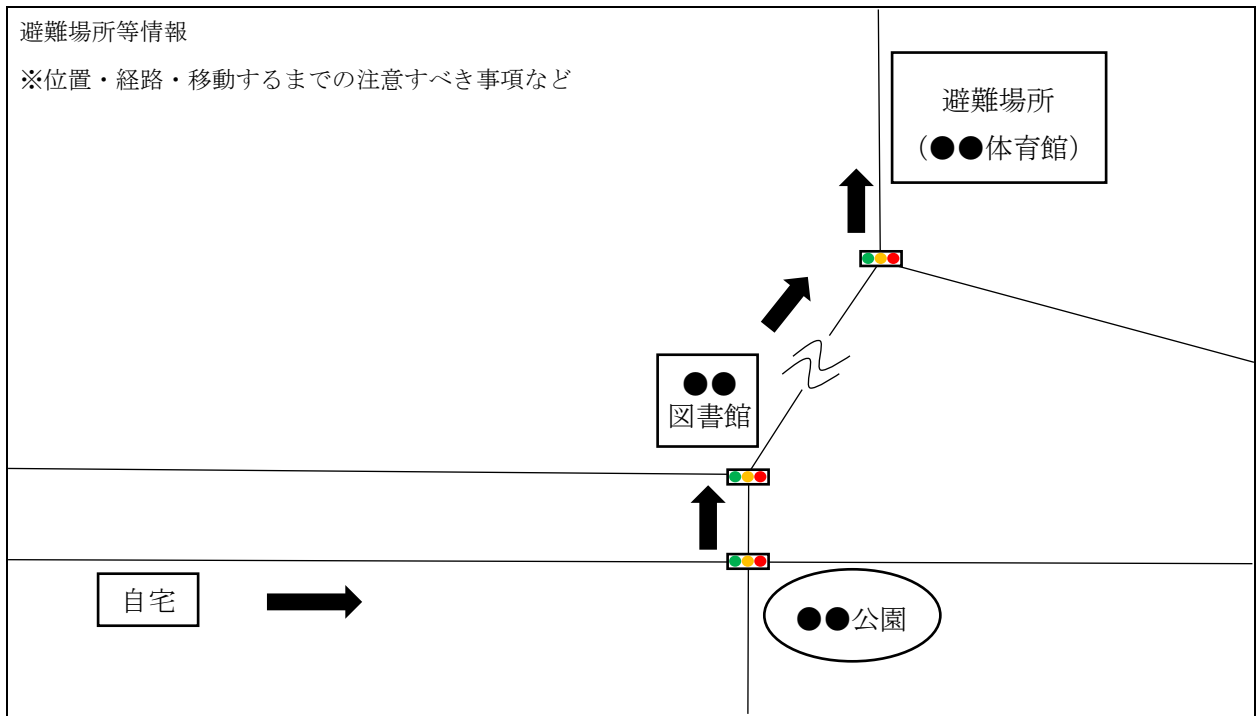 避難場所等情報
※位置・経路・移動するまでの注意すべき事項など
避難場所
（●●体育館）
●●
図書館
自宅
●●公園